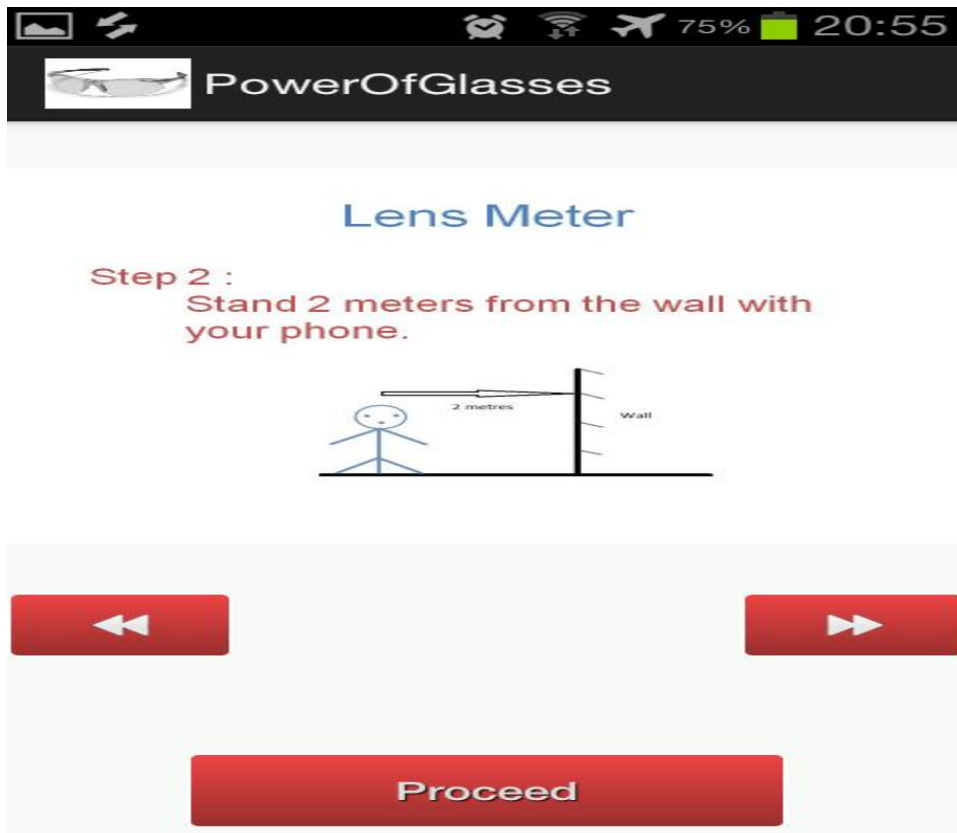 75% 20:55
PowerOfGlasses
Lens Meter
Step 2 :
Stand 2 meters from the wall with
your phone.
2 metres
Wall
Proceed